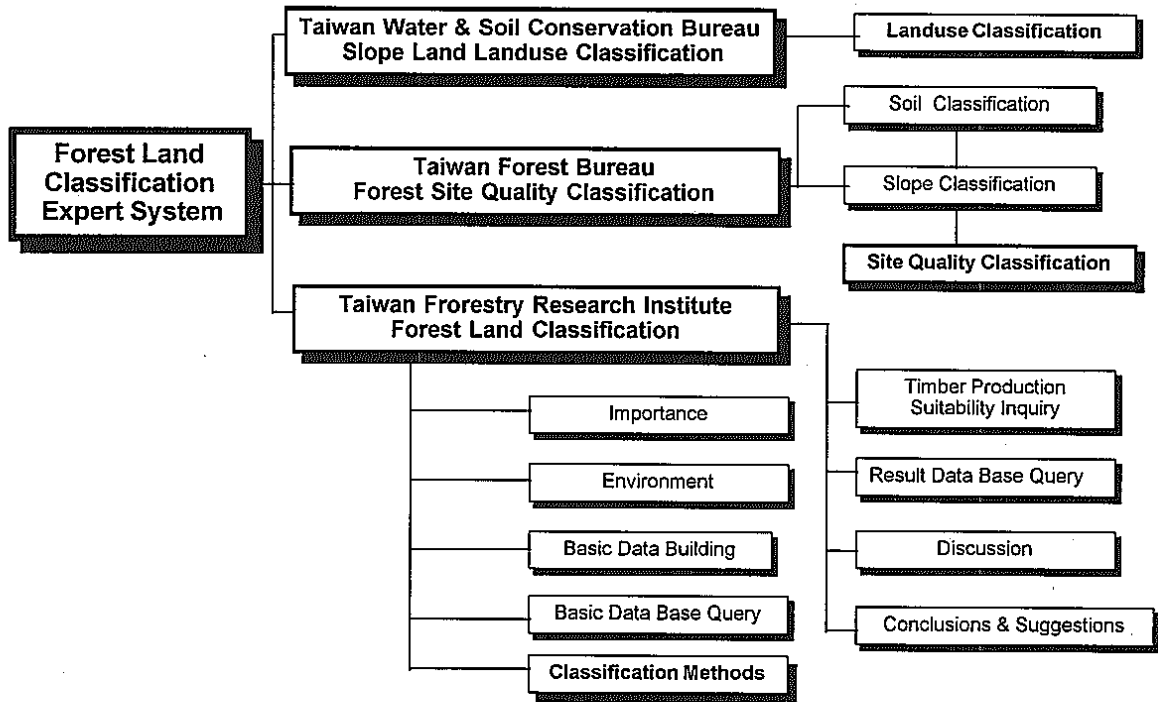 Taiwan Water & Soil Conservation Bureau
Slope Land Landuse Classification
Landuse Classification
Soil Classification
Forest Land
Classification
Expert System
Taiwan Forest Bureau
Forest Site Quality Classification
Slope Classification
Site Quality Classification
Taiwan Frorestry Research Institute
Forest Land Classification
Importance
Environment
Basic Data Building
Basic Data Base Query
Classification Methods
Timber Production
Suitability Inquiry
Result Data Base Query
Discussion
Conclusions & Suggestions